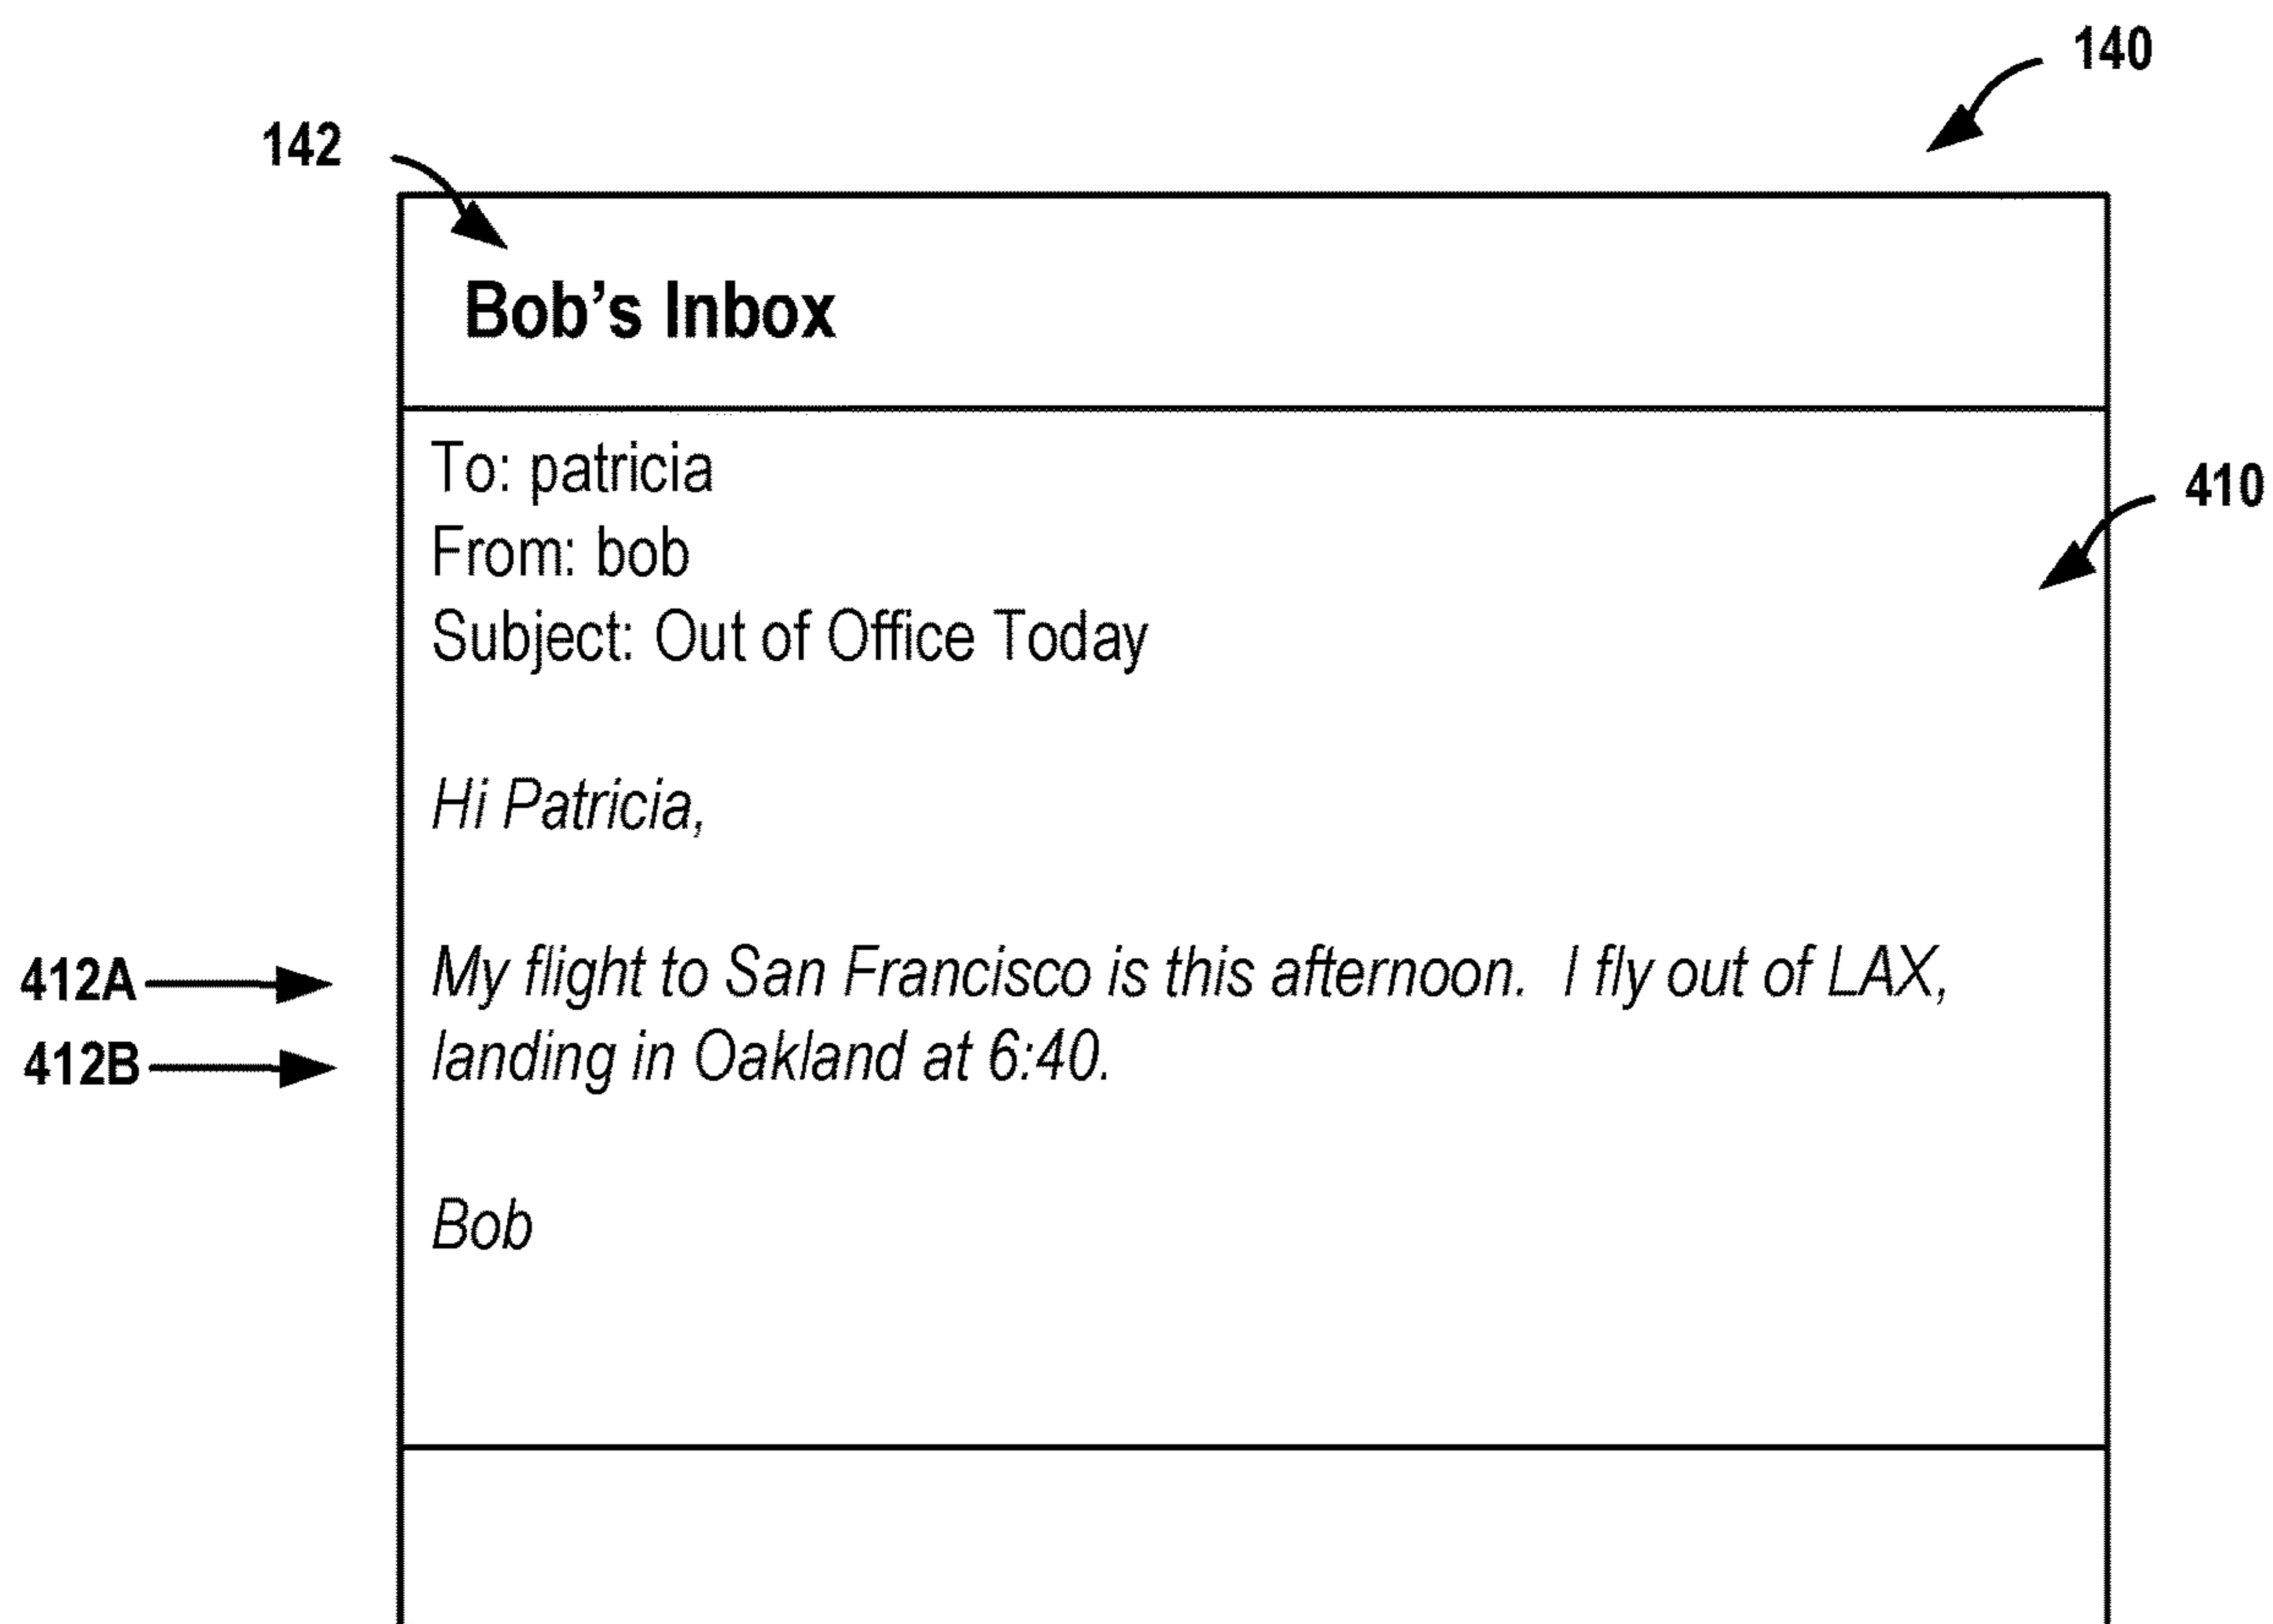 140
142
Bob's Inbox
To: patricia
410
From: bob
Subject: Out of Office Today
Hi Patricia,
412A My flight to San Francisco is this afternoon. I fly out of LAX,
412B landing in Oakland at 6:40.
Bob